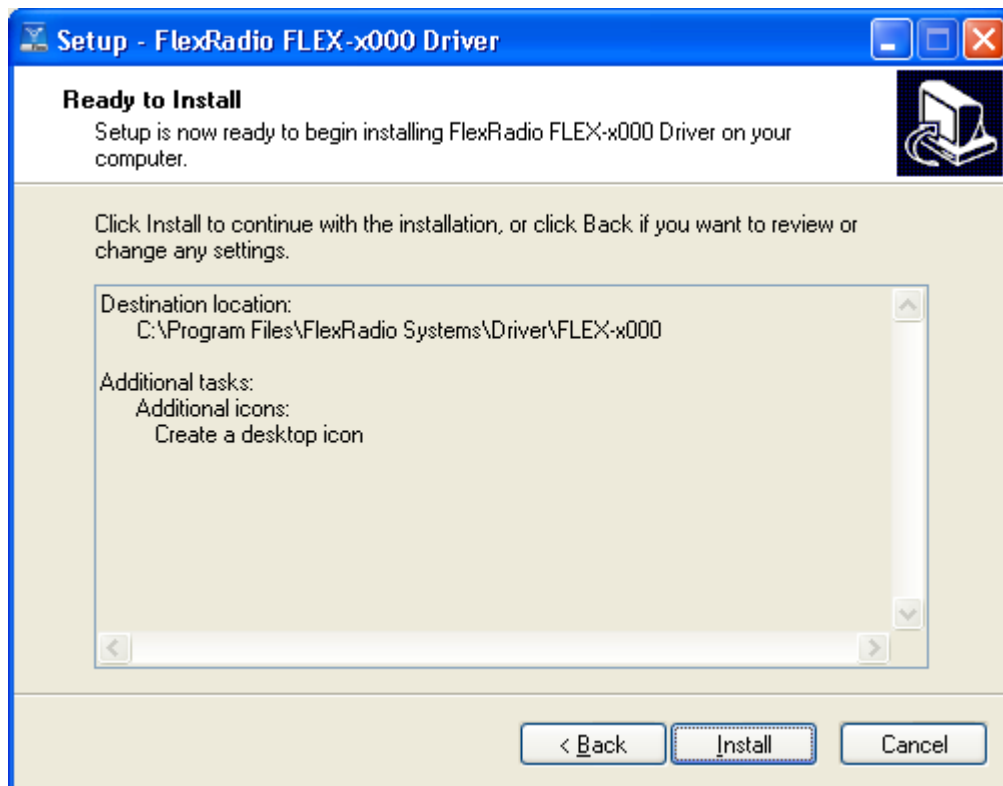 Setup - FlexRadio FLEX-x000 Driver
Ready to Install
Setup is now ready to begin installing FlexRadio FLEX-x000 Driver on your
computer.
Click Install to continue with the installation, or click Back if you want to review or
change any settings.
Destination location:
C:\Program Files\FlexRadio Systems\Driver\FLEX-x000
Additional tasks:
Additional icons:
Create a desktop icon
< Back
Install
Cancel